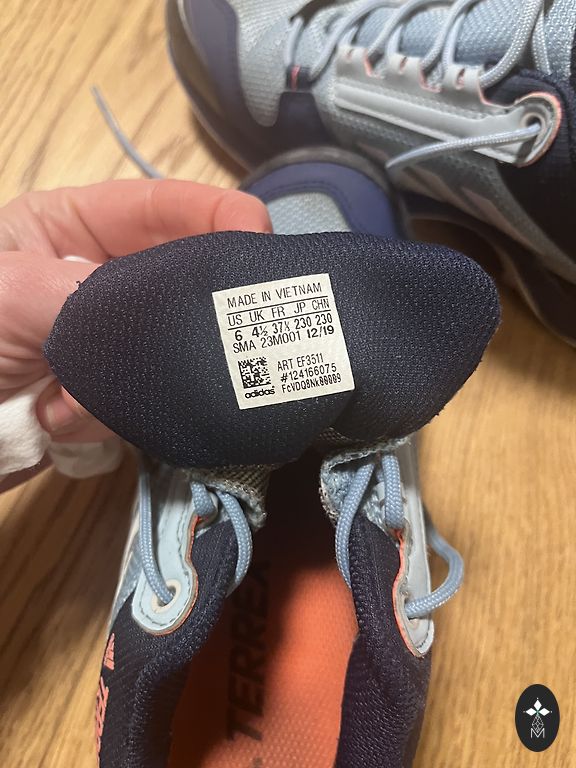 MADE IN VIETNAM
US UK FR JP CHN
6 4½ 37⅓ 230 230
SMA 23M001 12/19
ART EF3511
#124166075
adidas
TERREX
M